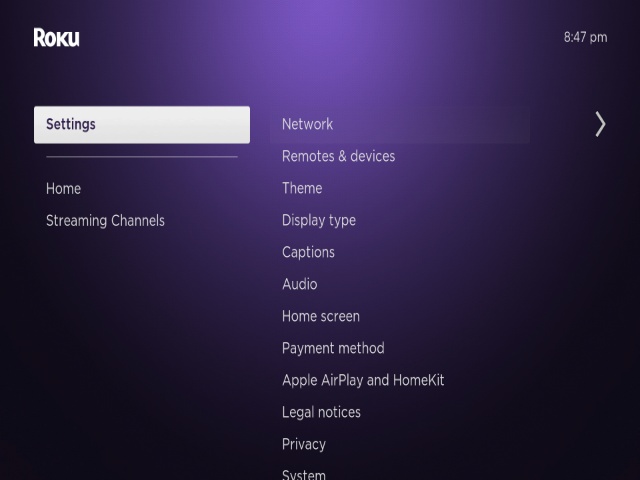 Roku
8:47 pm
Settings
Home
Streaming Channels
Network
Remotes & devices
Theme
Display type
Captions
Audio
Home screen
Payment method
Apple AirPlay and HomeKit
Legal notices
Privacy
System